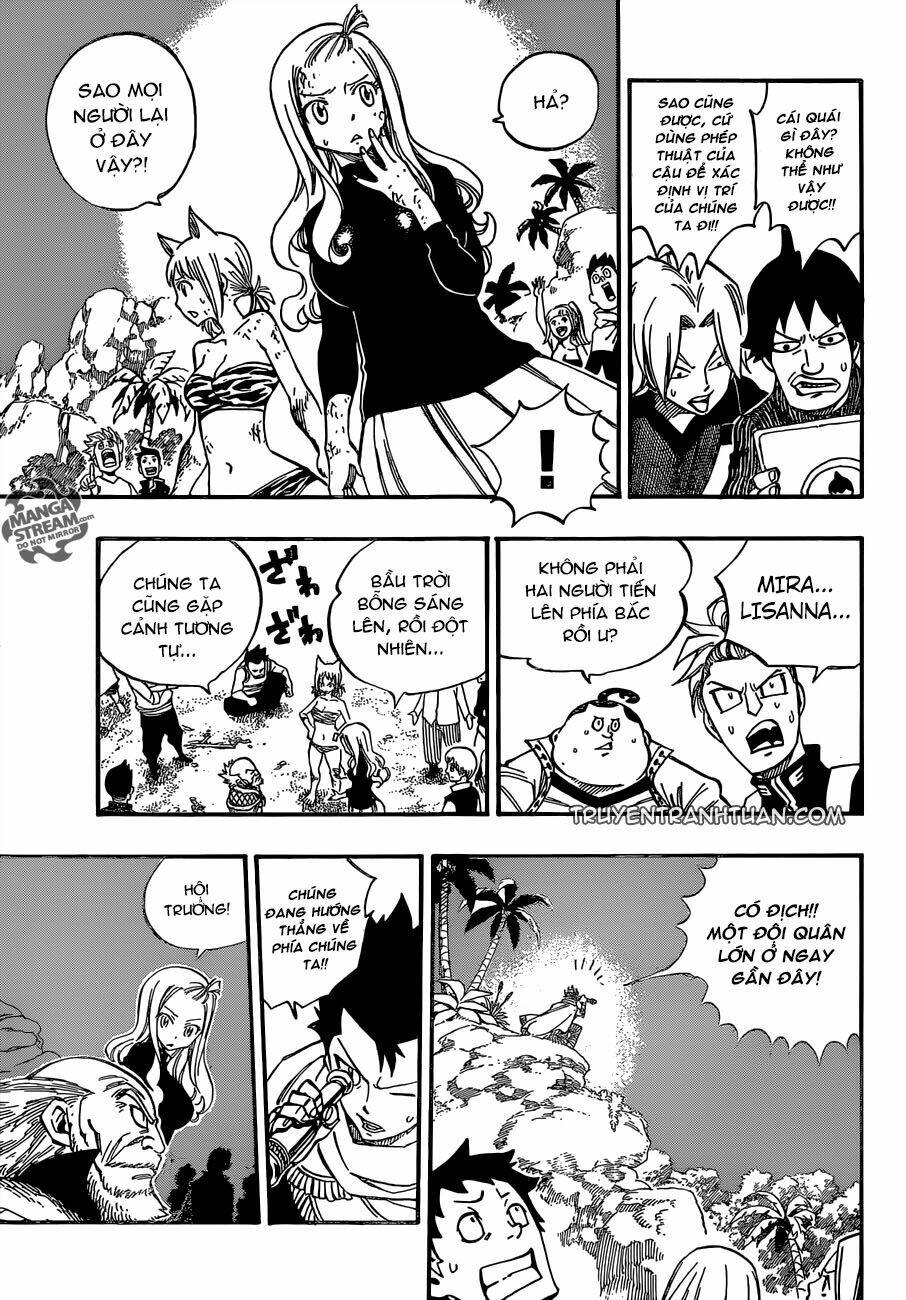 CÁI QUÁI
GÌ ĐÂY?
KHÔNG
THỂ NHƯ
VẬY
ĐƯỢC!!
SAO CŨNG
ĐƯỢC, CỨ
DÙNG PHÉP
THUẬT CỦA
CẬU ĐỂ XÁC
ĐỊNH VỊ TRÍ
CỦA CHÚNG
TA ĐI!!
HẢ?
SAO MỌI
NGƯỜI LẠI
Ở ĐÂY
VẬY?!
!
MANGA
STREAM.com
DO NOT MIRROR!
MIRA...
LISANNA...
KHÔNG PHẢI
HAI NGƯỜI TIẾN
LÊN PHÍA BẮC
RỒI Ư?
BẦU TRỜI
BỖNG SÁNG
LÊN, RỒI ĐỘT
NHIÊN...
ざわ
ざわ
CHÚNG TA
CŨNG GẶP
CẢNH TƯƠNG
TỰ...
TRUYENTRANHTUAN.COM
CÓ ĐỊCH!!
MỘT ĐỘI QUÂN
LỚN Ở NGAY
GẦN ĐÂY!
CHÚNG
ĐANG HƯỚNG
THẲNG VỀ
PHÍA CHÚNG
TA!!
HỘI
TRƯỞNG!